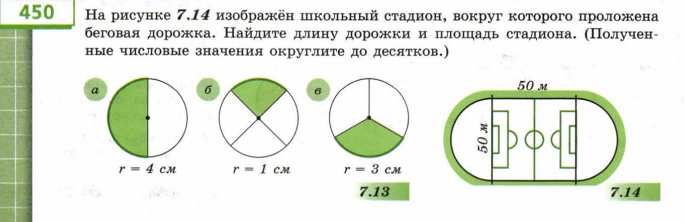 450
На рисунке 7.14 изображён школьный стадион, вокруг которого проложена
беговая дорожка. Найдите длину дорожки и площадь стадиона. (Получен-
ные числовые значения округлите до десятков.)
а
б
в
r = 4 см
r = 1 см
r = 3 см
7.13
50 м
50 м
7.14